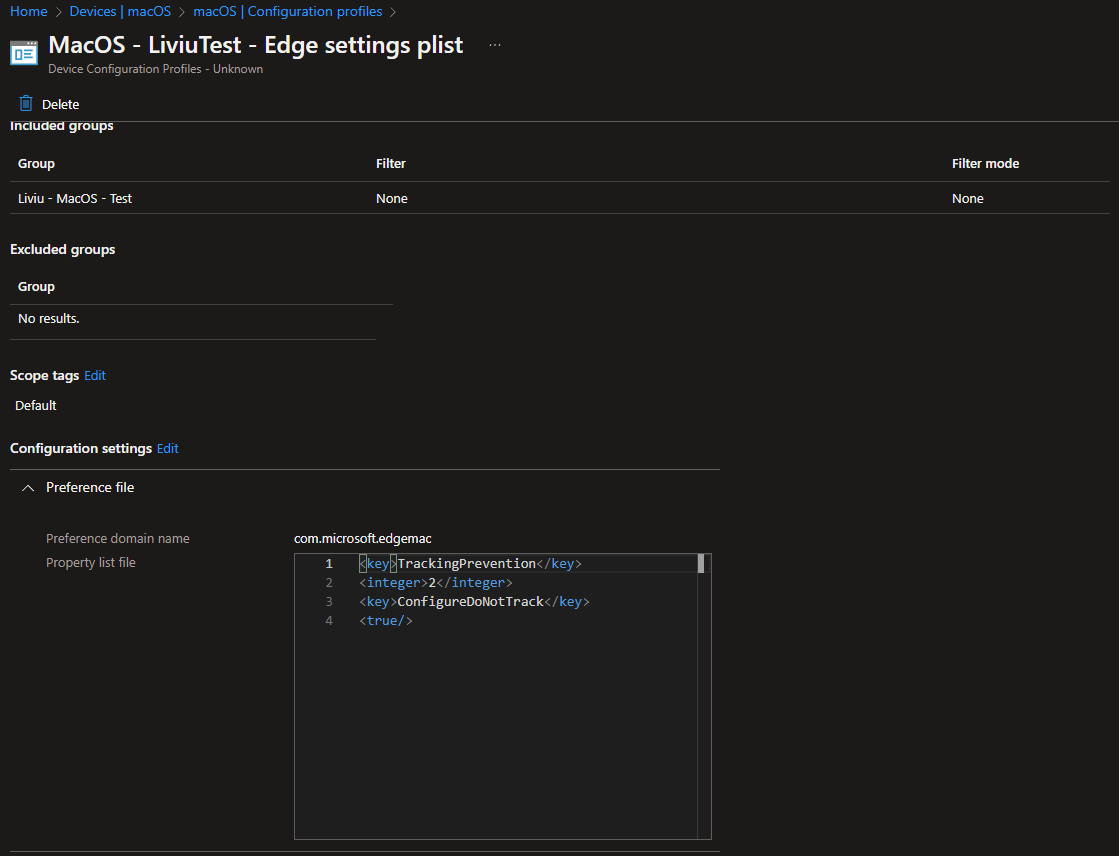 Home > Devices | macOS > macOS | Configuration profiles >
MacOS - LiviuTest - Edge settings plist ...
Device Configuration Profiles - Unknown
Delete
Included groups
Group Filter Filter mode
Liviu - MacOS - Test None None
Excluded groups
Group
No results.
Scope tags Edit
Default
Configuration settings Edit
Preference file
Preference domain name com.microsoft.edgemac
Property list file
1 <key>TrackingPrevention</key>
2 <integer>2</integer>
3 <key>ConfigureDoNotTrack</key>
4 <true/>